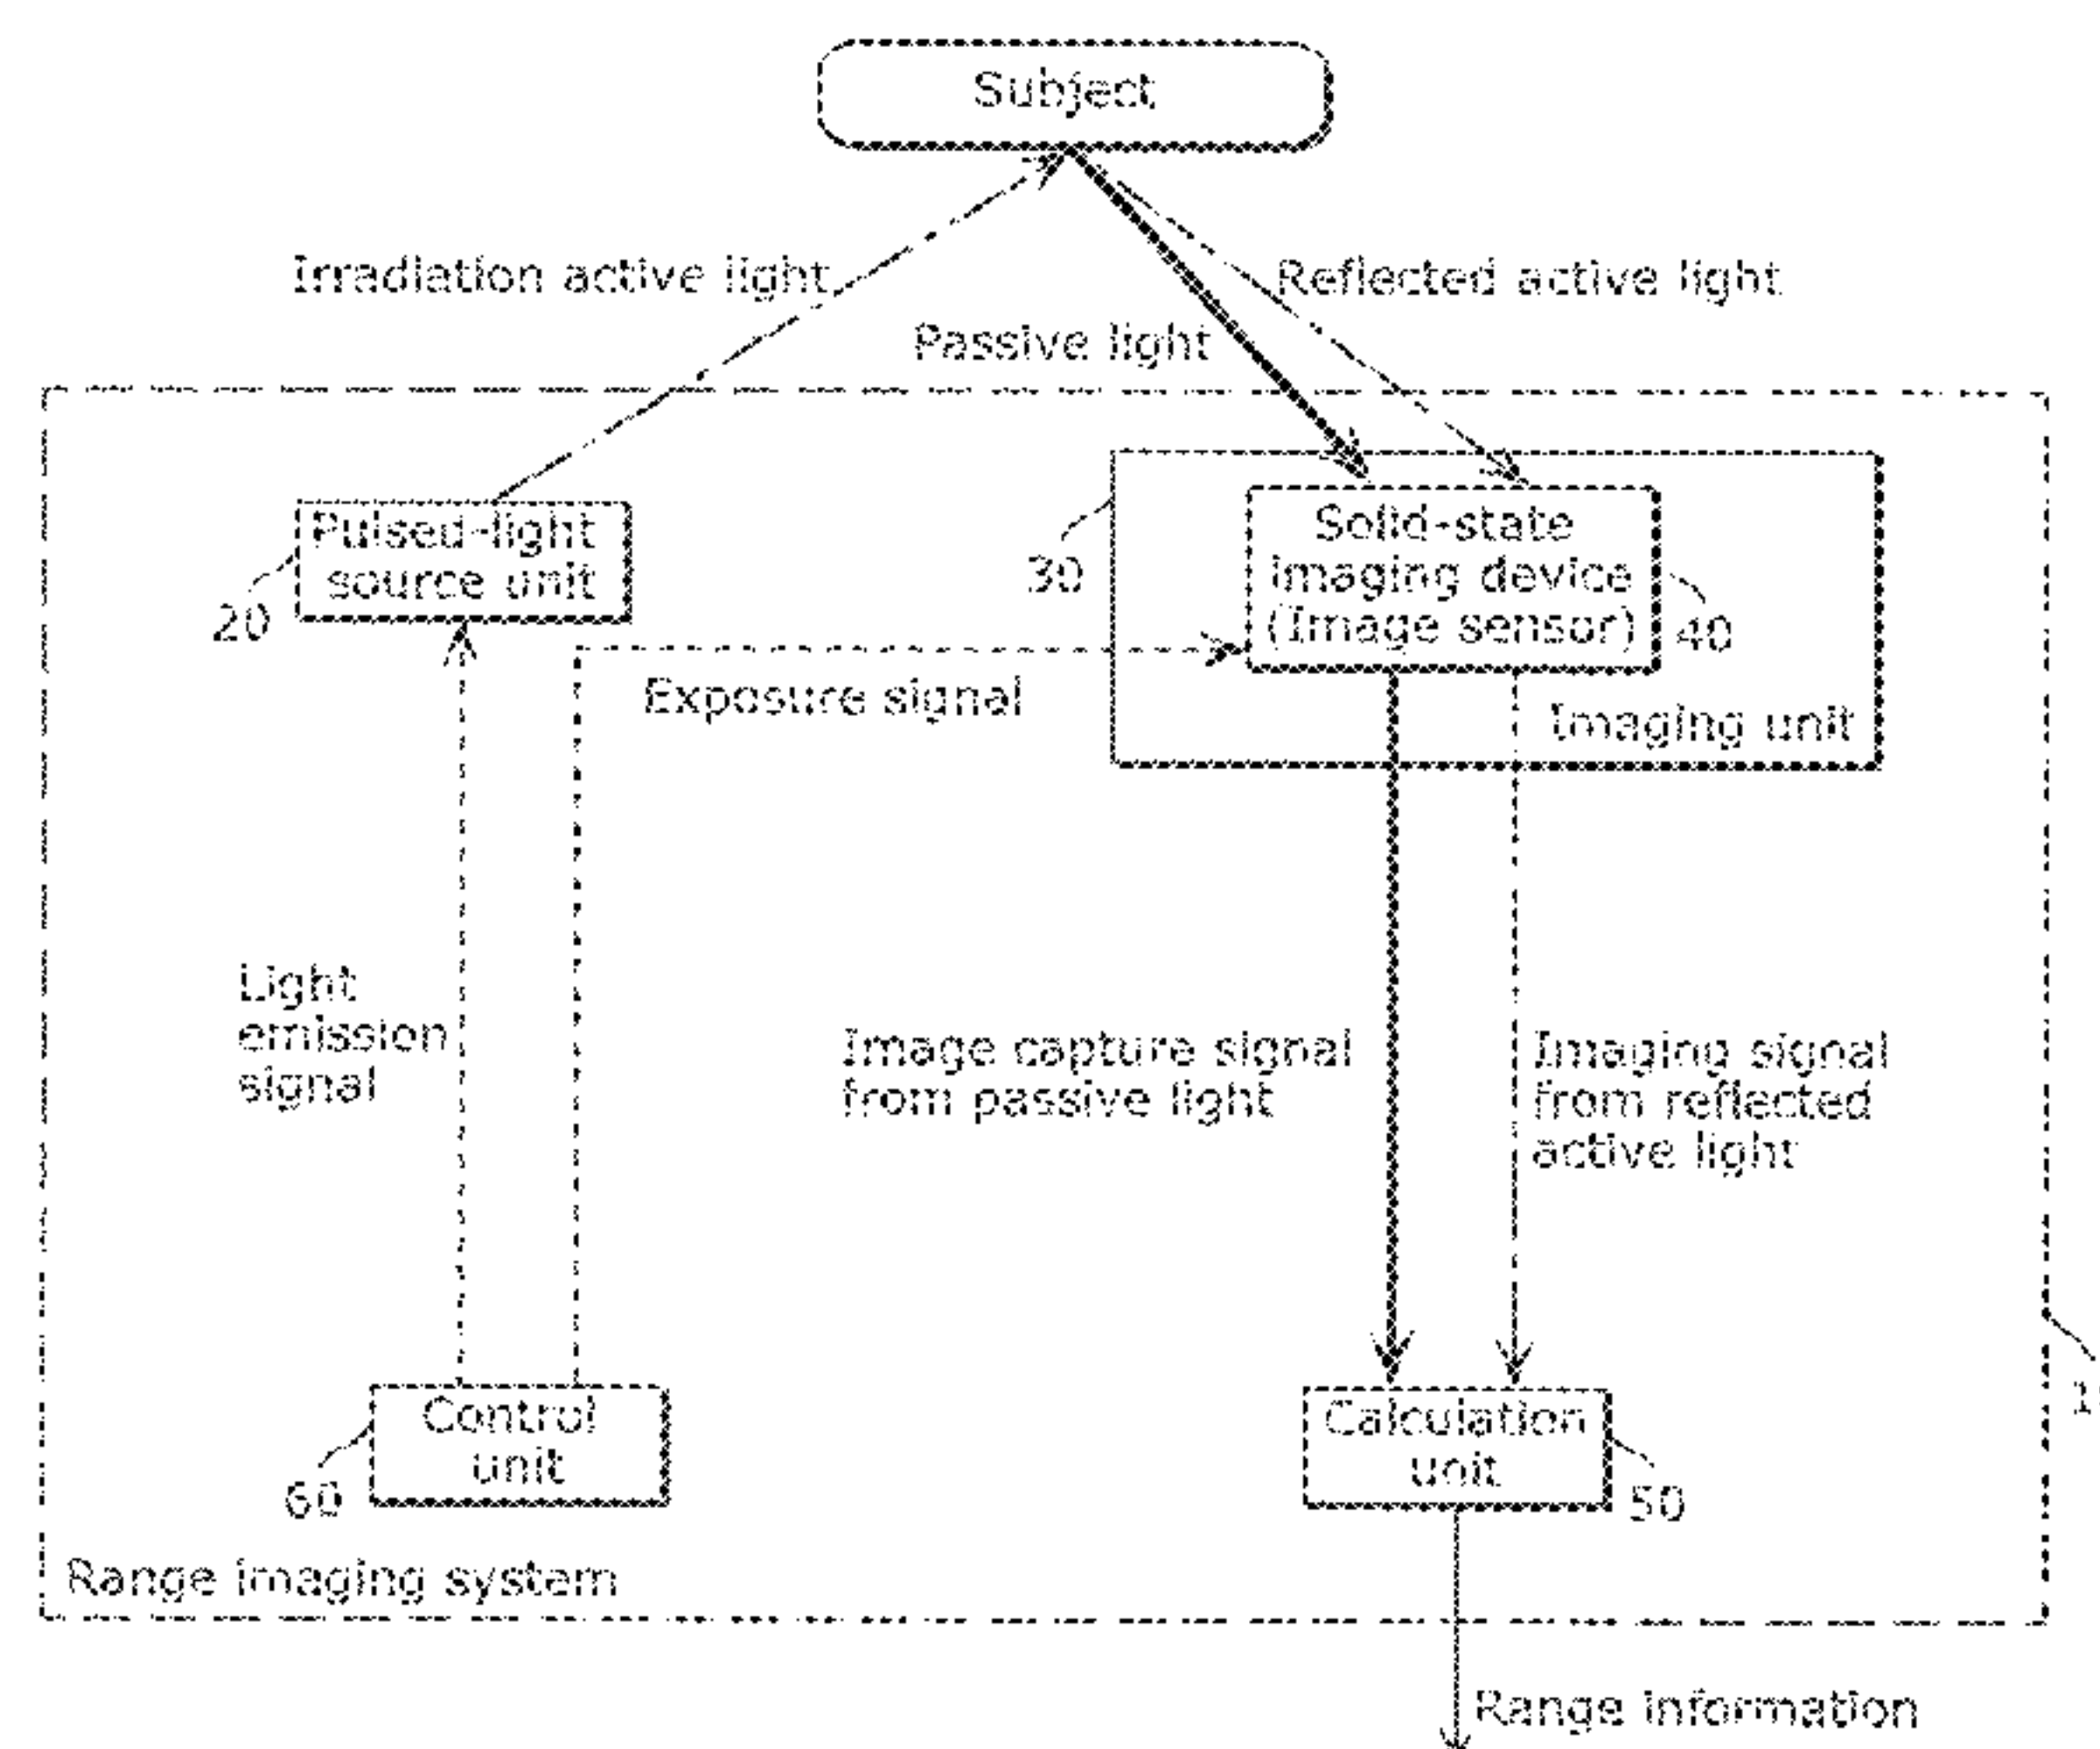 Subject
Irradiation active light
Reflected active light
Passive light
Pulsed-light
source unit
20
30
Solid-state
imaging device
(Image sensor)
40
Exposure signal
Imaging unit
Light
emission
signal
Image capture signal
from passive light
Imaging signal
from reflected
active light
Control
unit
60
Calculation
unit
50
Range imaging system
Range information